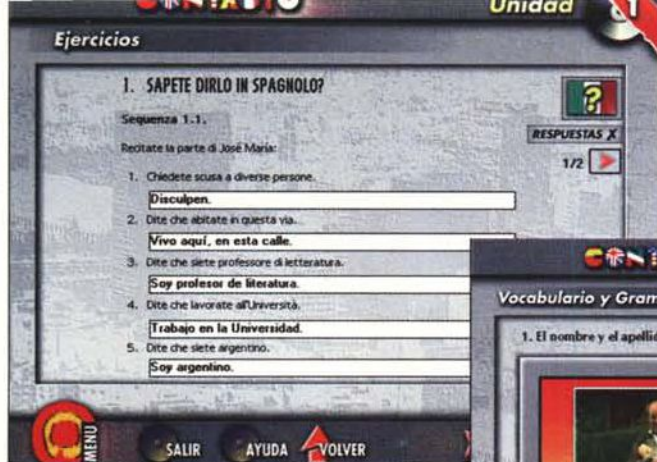 Unidad
1
Ejercicios
1. SAPETE DIRLO IN SPAGNOLO?
Sequenza 1.1.
RESPUESTAS X
Recitate la parte di José María:
1/2
1. Chiedete scusa a diverse persone.
Disculpen.
2. Dite che abitate in questa via.
Vivo aquí, en esta calle.
3. Dite che siete professore di letteratura.
Soy profesor de literatura.
4. Dite che lavorate all'Università.
Trabajo en la Universidad.
5. Dite che siete argentino.
Soy argentino.
MENU
SALIR
AYUDA
VOLVER
Vocabulario y Gram
1. El nombre y el apellid